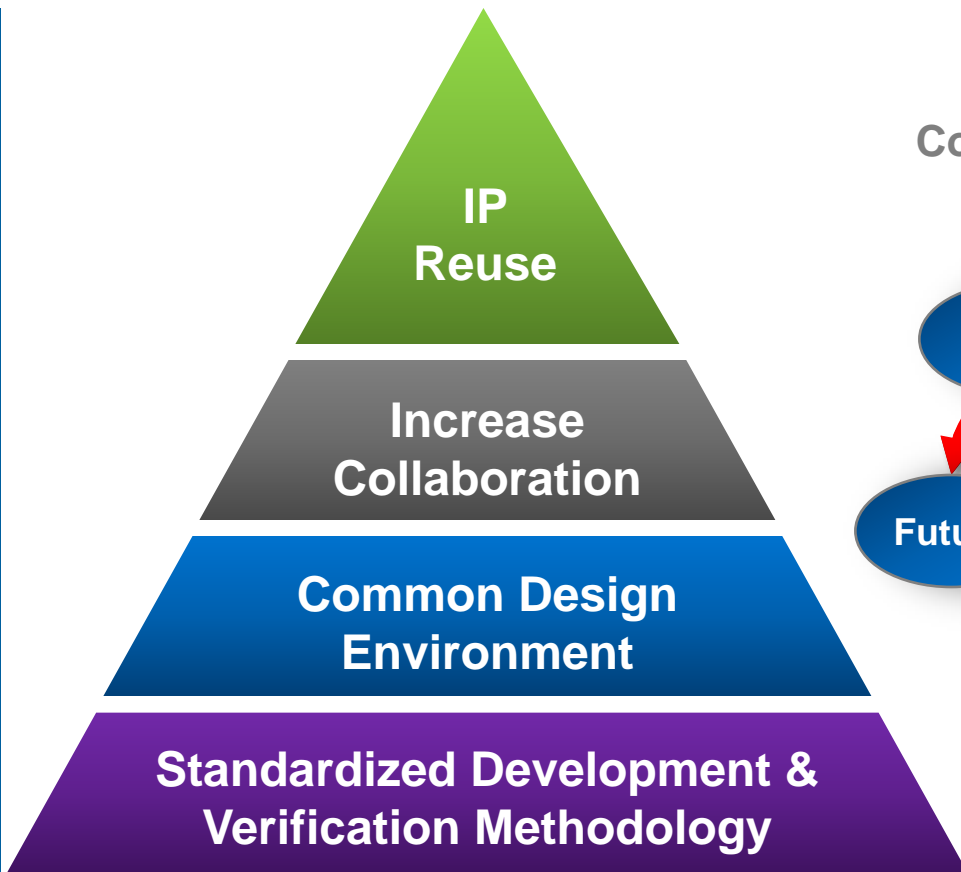 IP
Reuse
Increase
Collaboration
Common Design
Environment
Standardized Development &
Verification Methodology